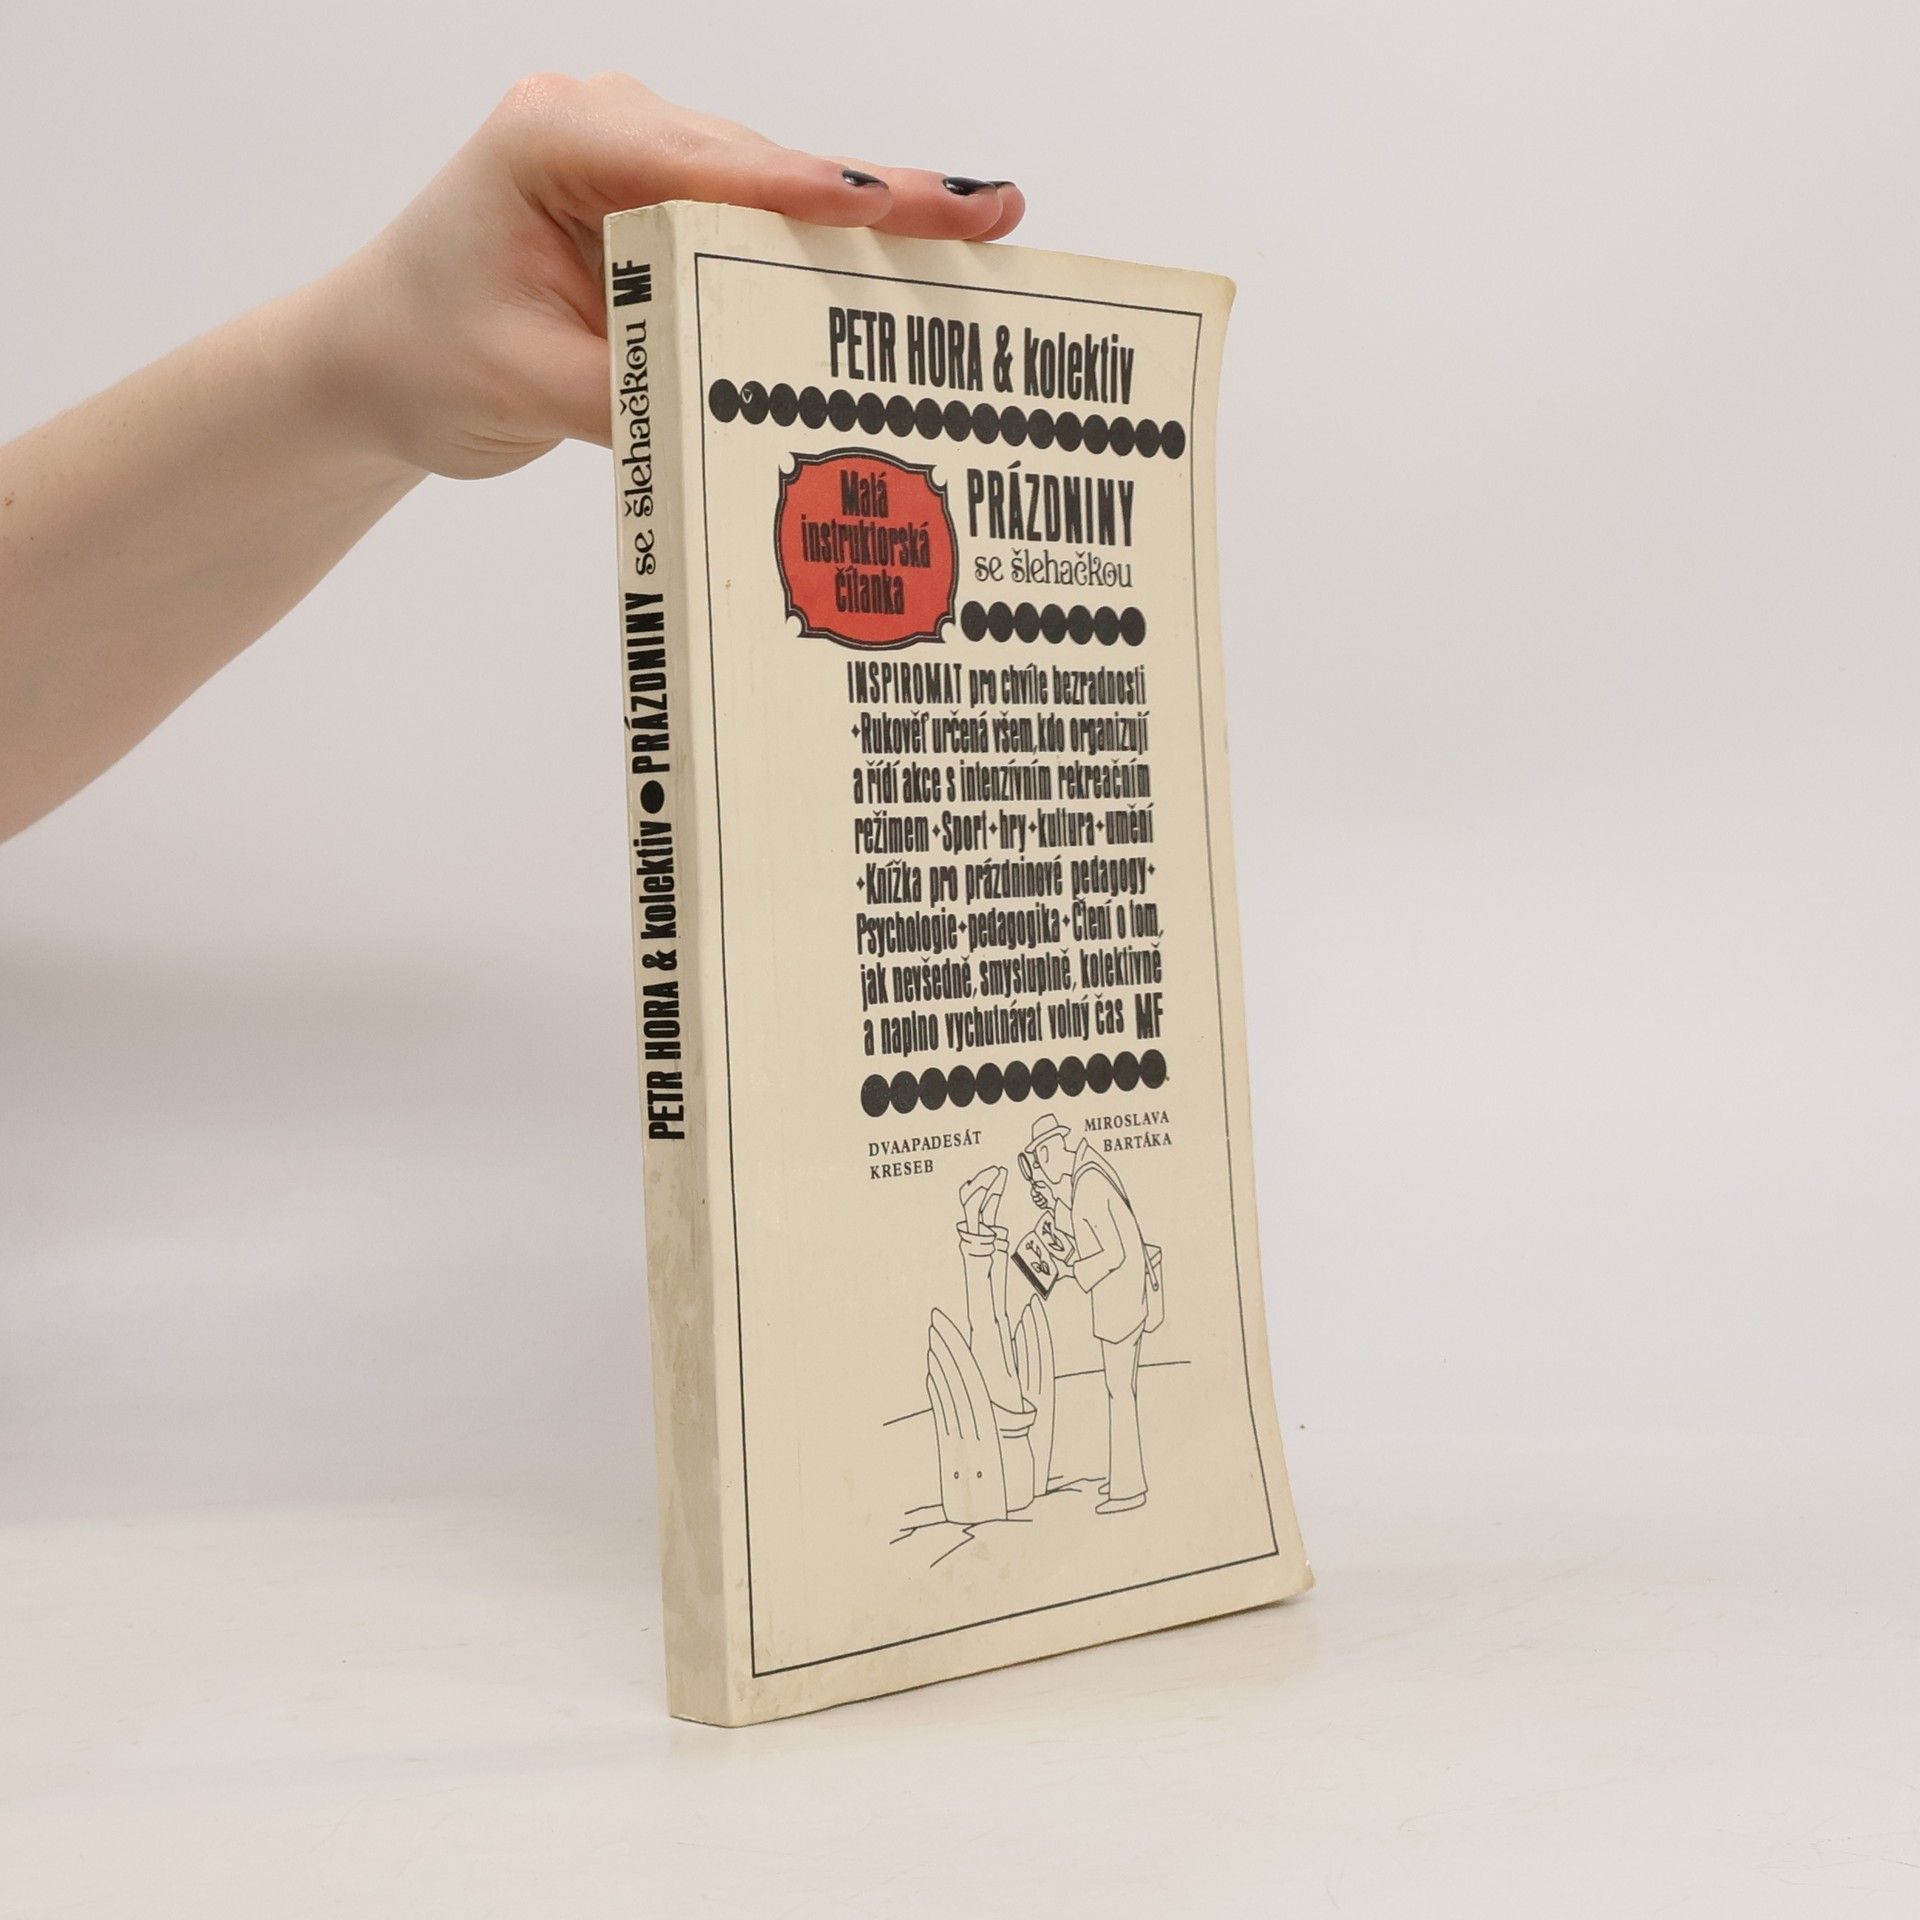 PETR HORA & kolektiv ● PRÁZDNINY se šlehačkou MF
PETR HORA & kolektiv
Malá
instruktorská
čítanka
PRÁZDNINY
se šlehačkou
INSPIROMAT pro chvíle bezradnosti
+Rukověť určená všem, kdo organizují
a řídí akce s intenzívním rekreačním
režimem+Sport+hry+kultura+umění
+Knížka pro prázdninové pedagogy+
Psychologie+pedagogika+Čtení o tom,
jak nevšedně, smysluplně, kolektivně
a naplno vychutnávat volný čas MF
DVAAPADESÁT
KRESEB
MIROSLAVA
BARTÁKA